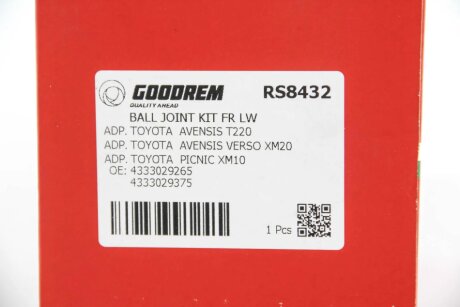 GOODREM RS8432
QUALITY AHEAD
BALL JOINT KIT FR LW
ADP. TOYOTA AVENSIS T220
ADP. TOYOTA AVENSIS VERSO XM20
ADP. TOYOTA PICNIC XM10
OE: 4333029265
4333029375
1 Pcs